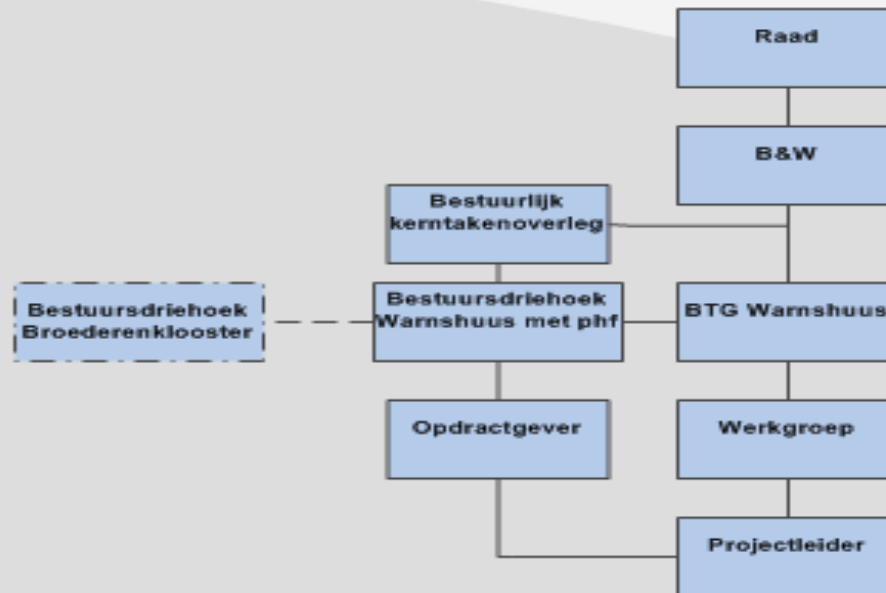 Raad
B&W
Bestuurlijk
kerntakenoverleg
Bestuursdriehoek
Broederenklooster
Bestuursdriehoek
Warnshuus met phf
BTG Warnshuus
Opdractgever
Werkgroep
Projectleider